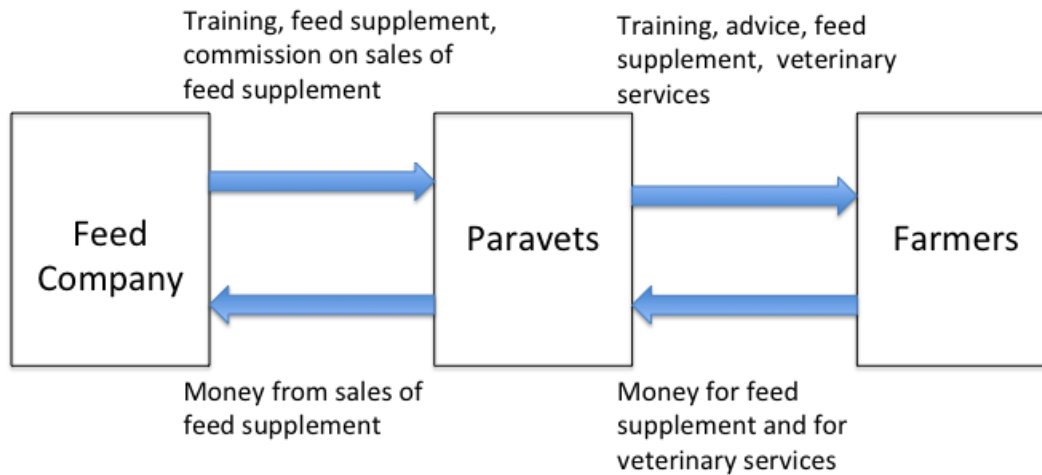 Training, feed supplement,
commission on sales of
feed supplement
Training, advice, feed
supplement, veterinary
services
Feed
Company
Paravets
Farmers
Money from sales of
feed supplement
Money for feed
supplement and for
veterinary services